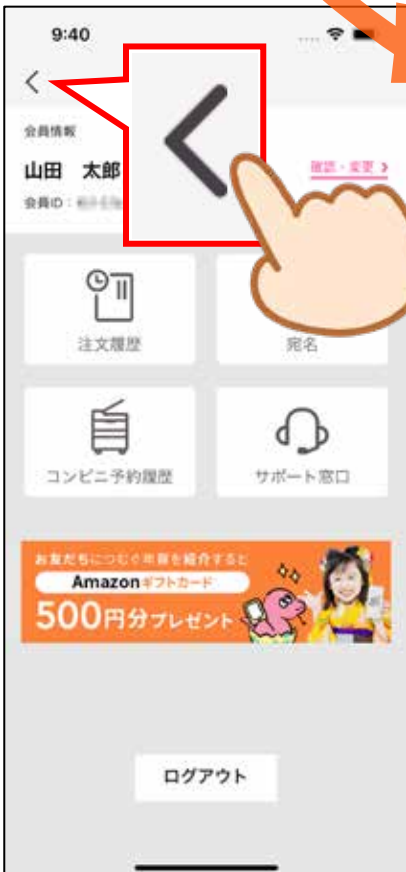 9:40
会員情報
山田 太郎
確認・変更
会員ID：
注文履歴
宛名
コンビニ予約履歴
サポート窓口
お友だちにつむぐ年賀を紹介すると
Amazonギフトカード
500円分プレゼント
ログアウト